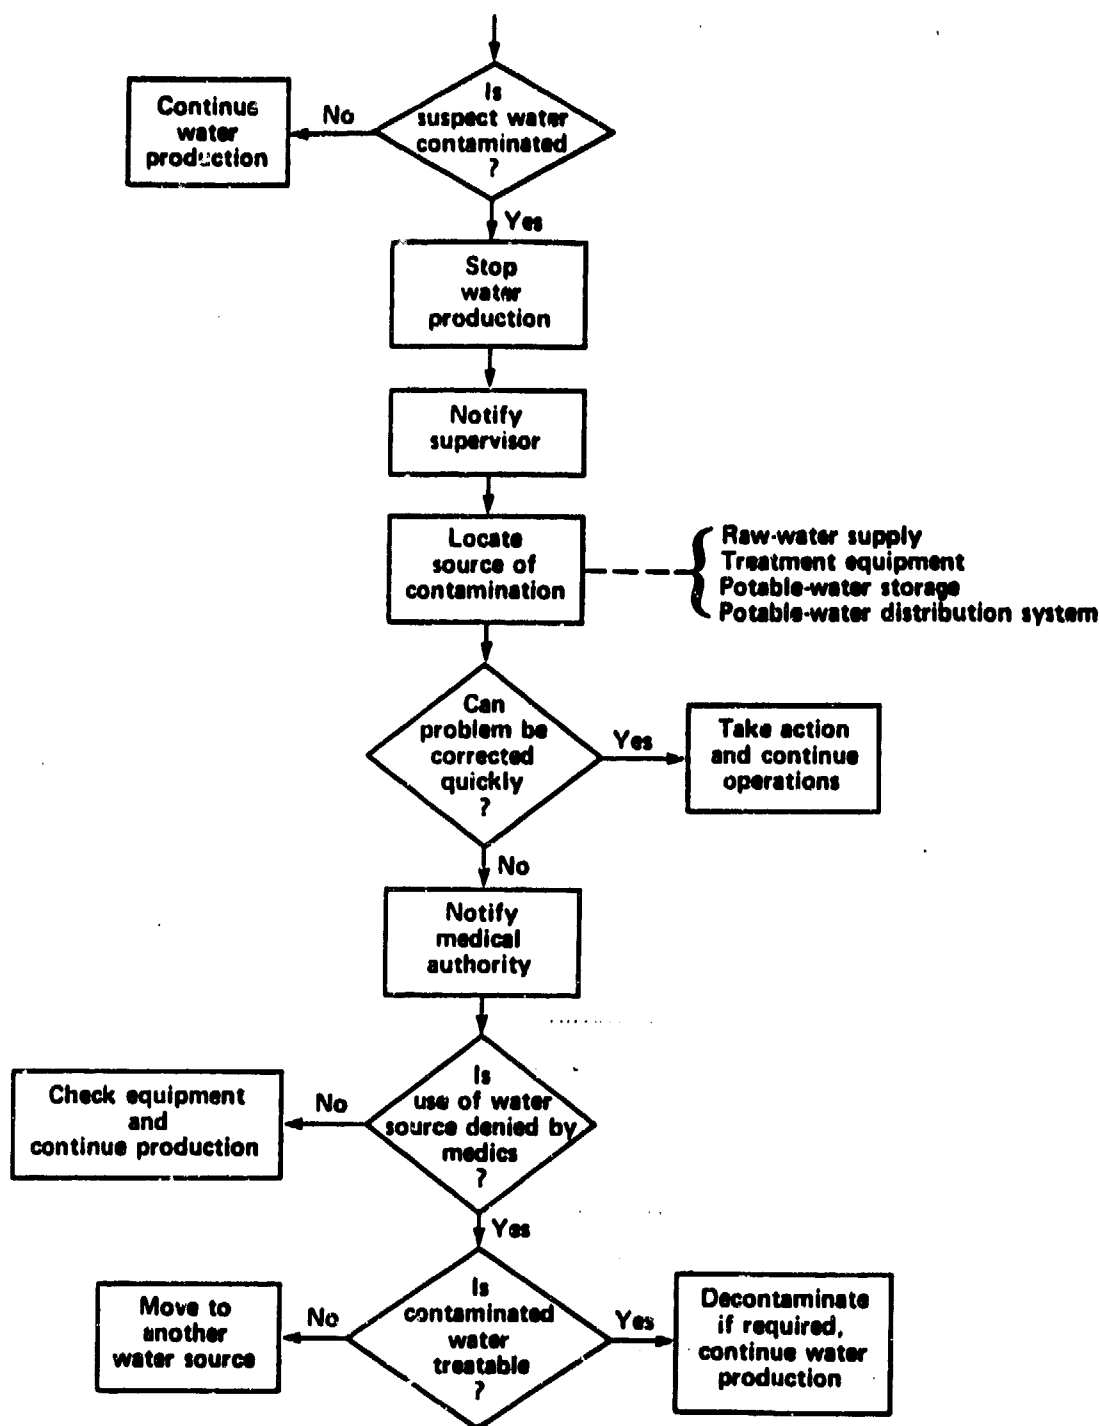 Is
suspect water
contaminated
?
No
Continue
water
production
Yes
Stop
water
production
Notify
supervisor
Locate
source of
contamination
Raw-water supply
Treatment equipment
Potable-water storage
Potable-water distribution system
Can
problem be
corrected
quickly
?
Yes
Take action
and continue
operations
No
Notify
medical
authority
Is
use of water
source denied by
medics
?
No
Check equipment
and
continue production
Yes
Is
contaminated
water
treatable
?
No
Move to
another
water source
Yes
Decontaminate
if required,
continue water
production